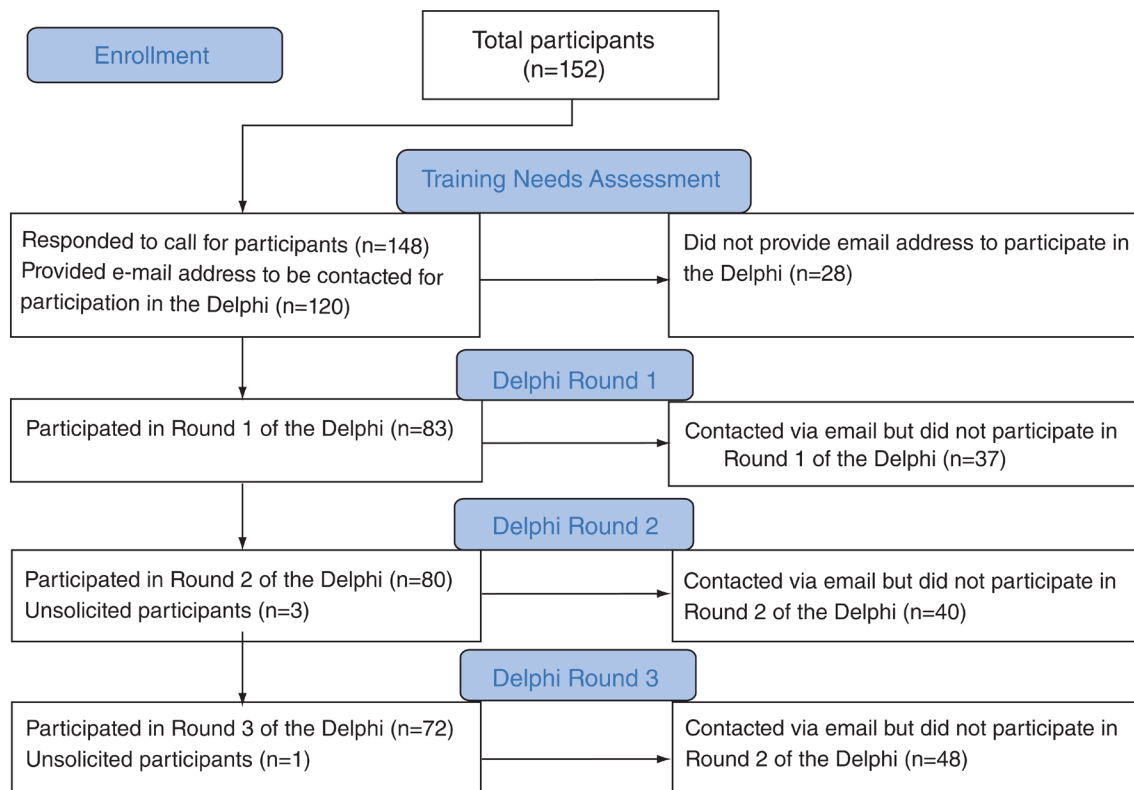 Enrollment
Total participants
(n=152)
Training Needs Assessment
Responded to call for participants (n=148)
Provided e-mail address to be contacted for
participation in the Delphi (n=120)
Did not provide email address to participate in
the Delphi (n=28)
Delphi Round 1
Participated in Round 1 of the Delphi (n=83)
Contacted via email but did not participate in
Round 1 of the Delphi (n=37)
Delphi Round 2
Participated in Round 2 of the Delphi (n=80)
Unsolicited participants (n=3)
Contacted via email but did not participate in
Round 2 of the Delphi (n=40)
Delphi Round 3
Participated in Round 3 of the Delphi (n=72)
Unsolicited participants (n=1)
Contacted via email but did not participate in
Round 2 of the Delphi (n=48)